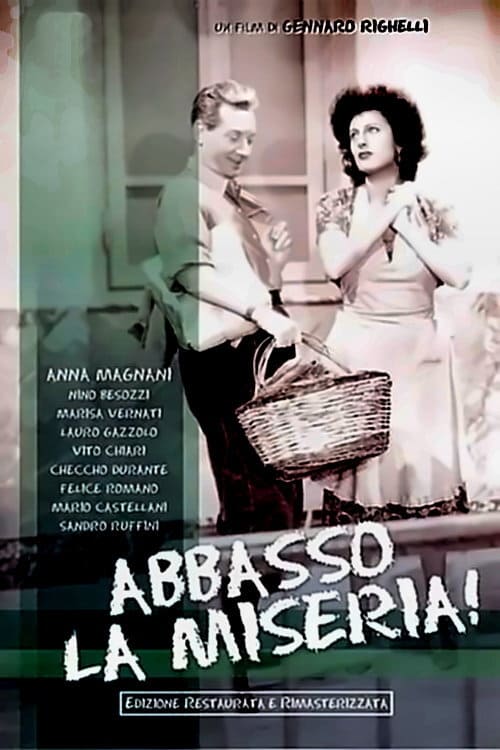 UN FILM DI GENNARO RIGHELLI
ANNA MAGNANI
NINO BESOZZI
MARISA VERNATI
LAURO GAZZOLO
VITO CHIARI
CHECCHO DURANTE
FELICE ROMANO
MARIO CASTELLANI
SANDRO RUFFINI
ABBASSO
LA MISERIA!
EDIZIONE RESTAURATA E RIMASTERIZZATA